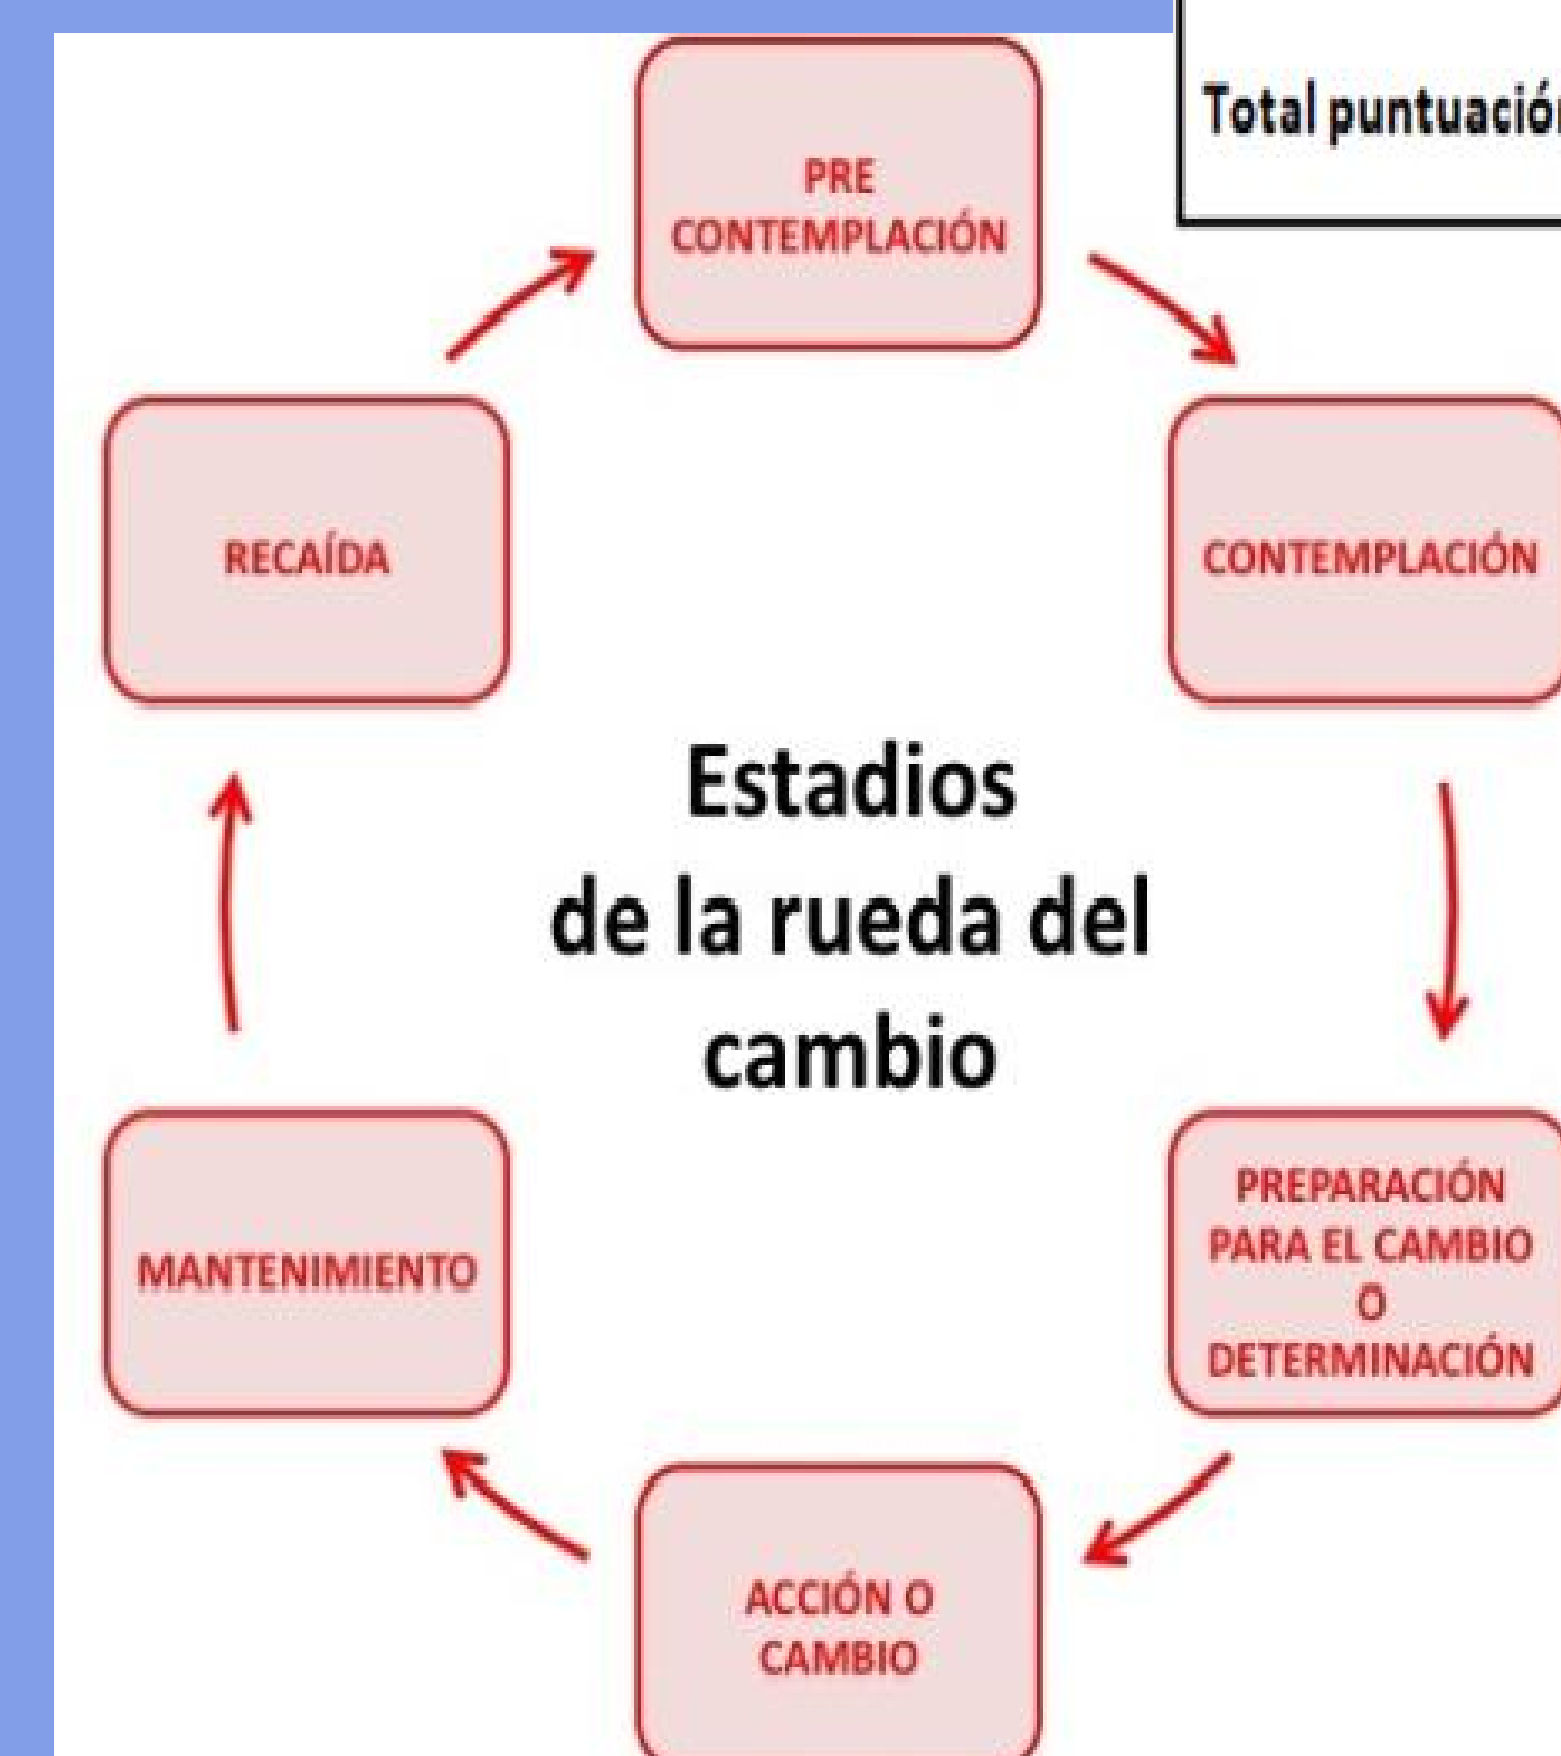 Total puntuación
PRE
CONTEMPLACIÓN
CONTEMPLACIÓN
PREPARACIÓN
PARA EL CAMBIO
O
DETERMINACIÓN
ACCIÓN O
CAMBIO
MANTENIMIENTO
RECAÍDA
Estadios
de la rueda del
cambio